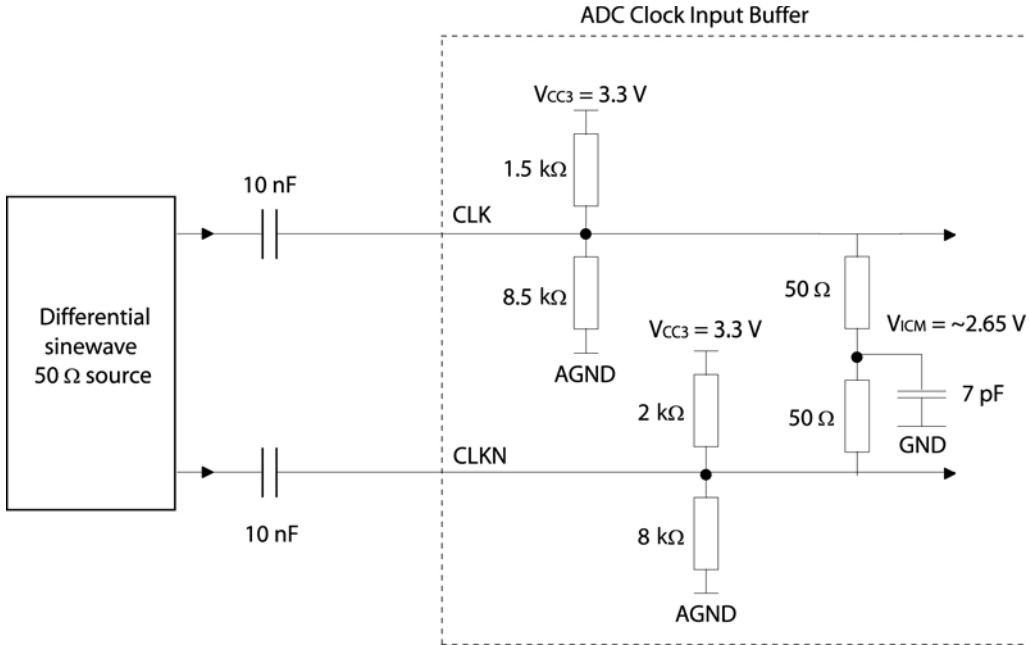 ADC Clock Input Buffer
VCC3 = 3.3 V
1.5 kΩ
10 nF
CLK
8.5 kΩ
50 Ω
Differential
sinewave
50 Ω source
VCC3 = 3.3 V
VICM = ~2.65 V
AGND
2 kΩ
50 Ω
7 pF
GND
CLKN
10 nF
8 kΩ
AGND